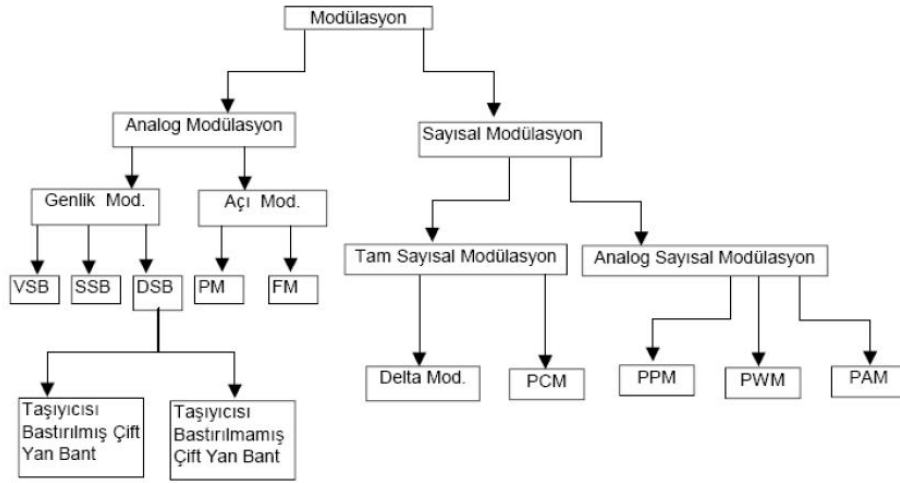 Modülasyon
Analog Modülasyon
Sayısal Modülasyon
Genlik Mod.
Açı Mod.
Tam Sayısal Modülasyon
Analog Sayısal Modülasyon
VSB
SSB
DSB
PM
FM
Delta Mod.
PCM
PPM
PWM
PAM
Taşıyıcısı
Bastırılmış Çift
Yan Bant
Taşıyıcısı
Bastırılmamış
Çift Yan Bant